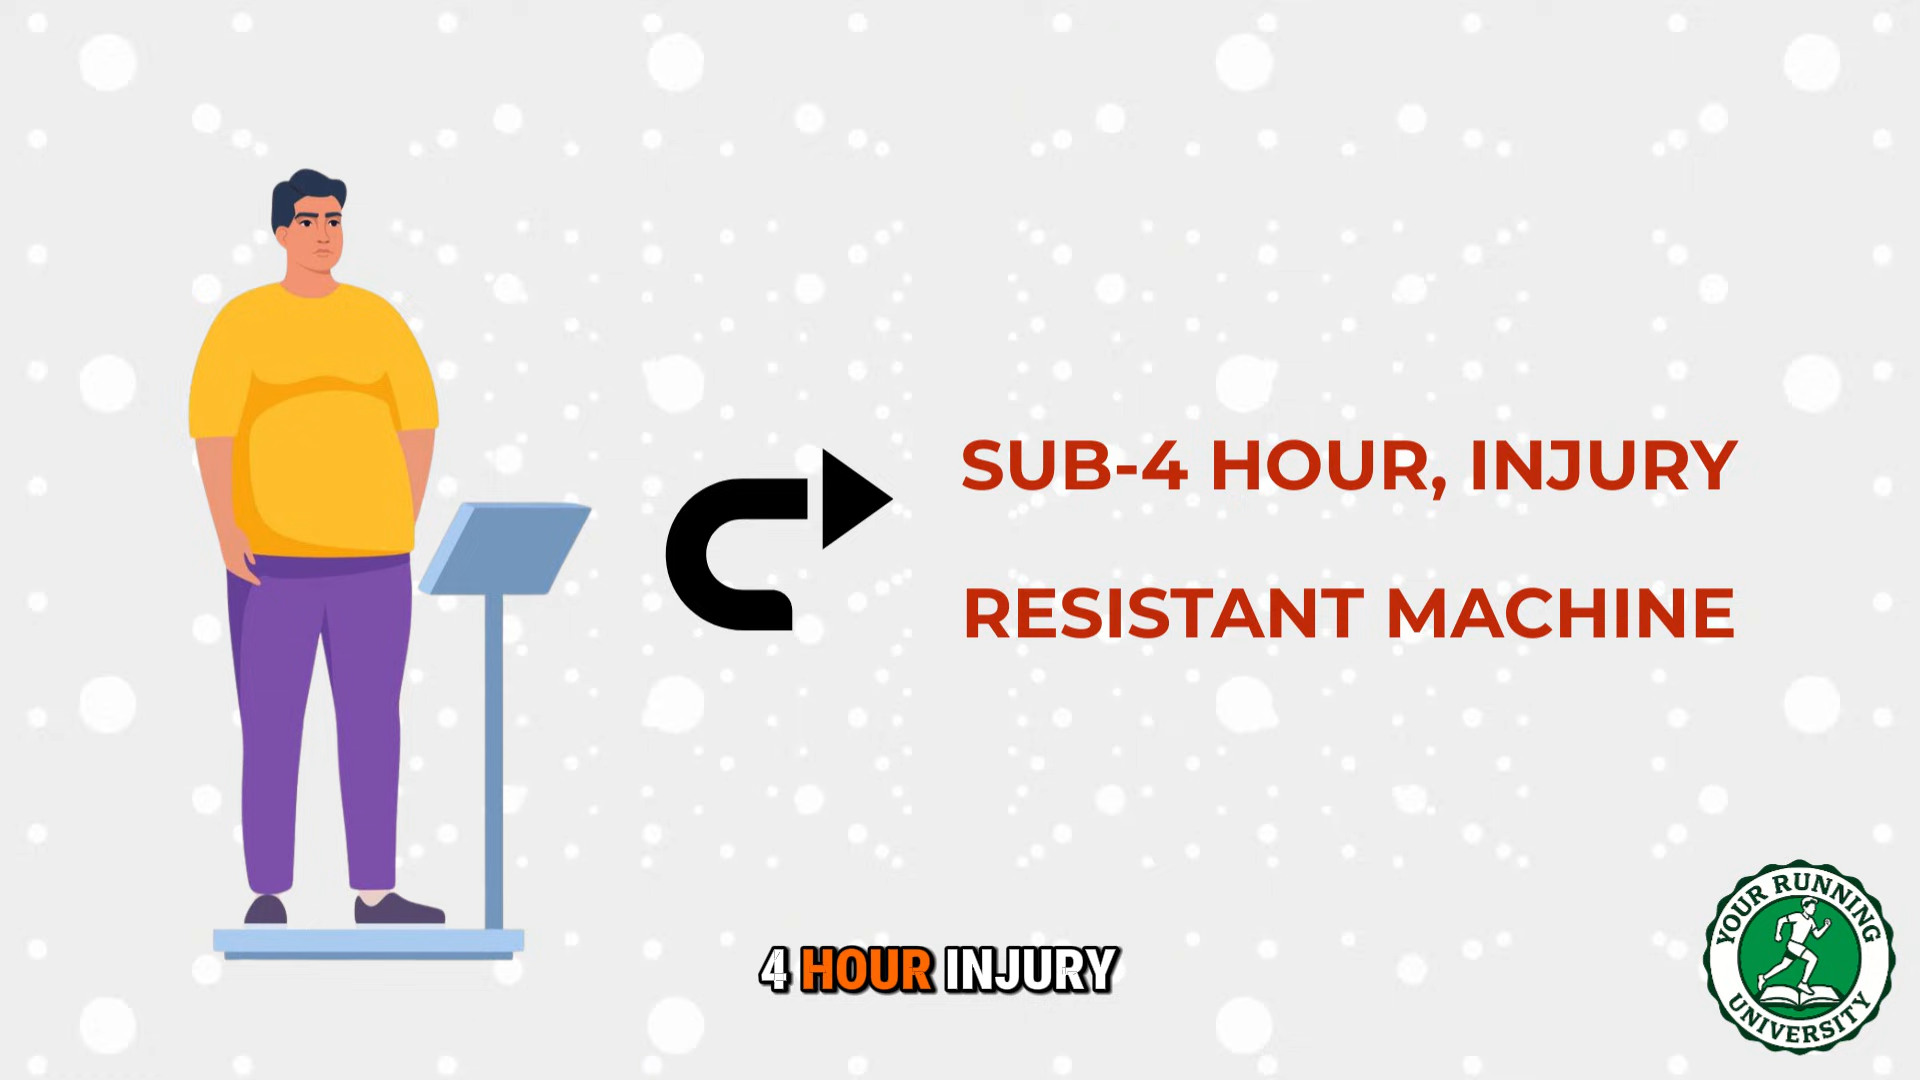 SUB-4 HOUR, INJURY
RESISTANT MACHINE
4 HOUR INJURY
YOUR RUNNING
UNIVERSITY